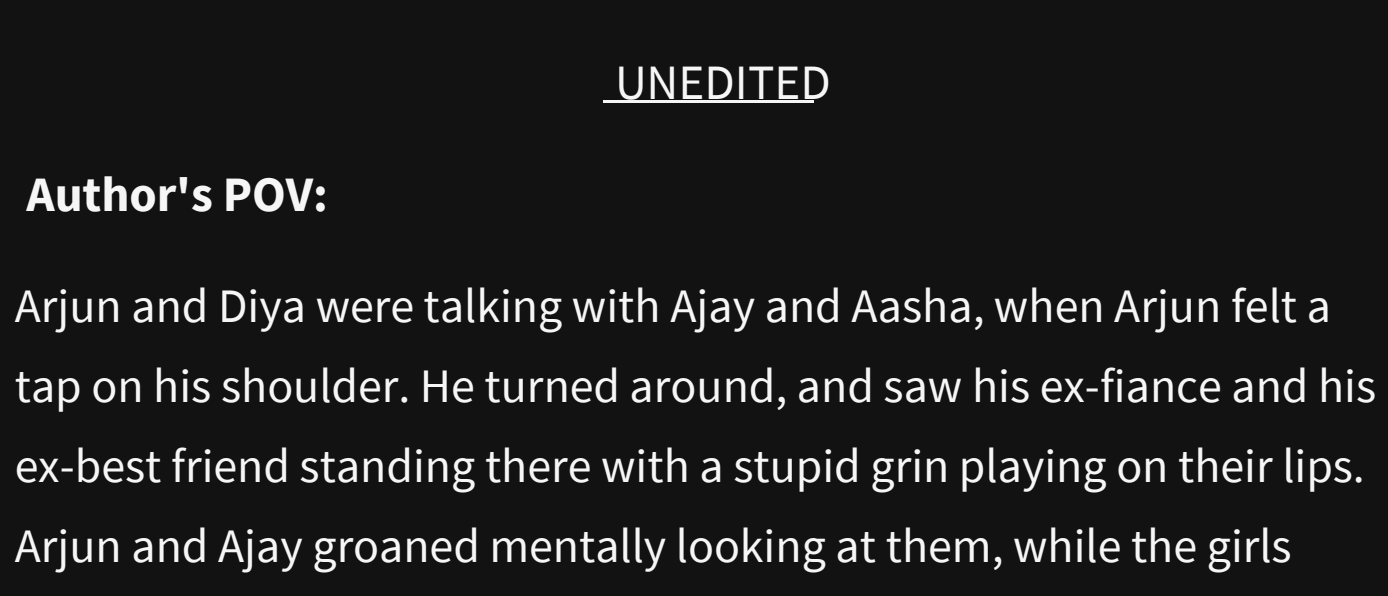 UNEDITED
Author's POV:
Arjun and Diya were talking with Ajay and Aasha, when Arjun felt a
tap on his shoulder. He turned around, and saw his ex-fiance and his
ex-best friend standing there with a stupid grin playing on their lips.
Arjun and Ajay groaned mentally looking at them, while the girls